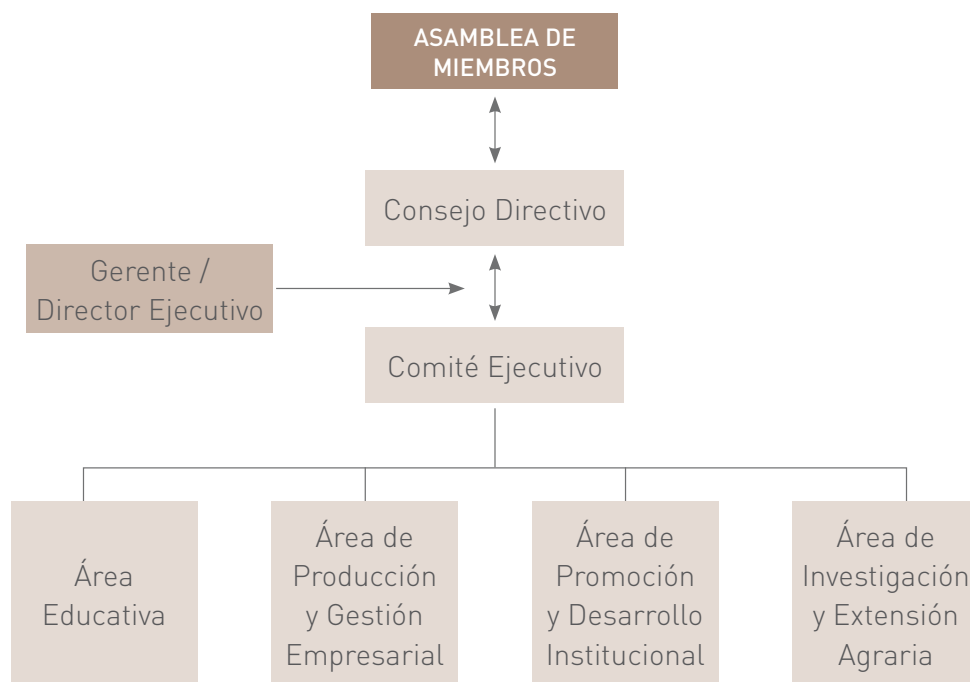 ASAMBLEA DE
MIEMBROS
Consejo Directivo
Gerente /
Director Ejecutivo
Comité Ejecutivo
Área
Educativa
Área de
Producción
y Gestión
Empresarial
Área de
Promoción
y Desarrollo
Institucional
Área de
Investigación
y Extensión
Agraria